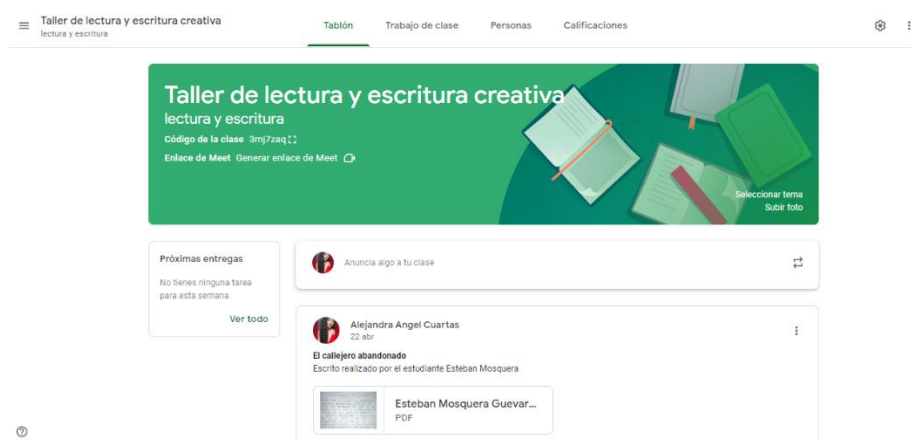 Taller de lectura y escritura creativa
lectura y escritura
Tablón Trabajo de clase Personas Calificaciones
Taller de lectura y escritura creativa
lectura y escritura
Código de la clase 3mj7zaq
Enlace de Meet Generar enlace de Meet
Seleccionar tema
Subir foto
Próximas entregas
No tienes ninguna tarea
para esta semana
Ver todo
Anuncia algo a tu clase
Alejandra Angel Cuartas
22 abr
El callejero abandonado
Escrito realizado por el estudiante Esteban Mosquera
Esteban Mosquera Guevar...
PDF